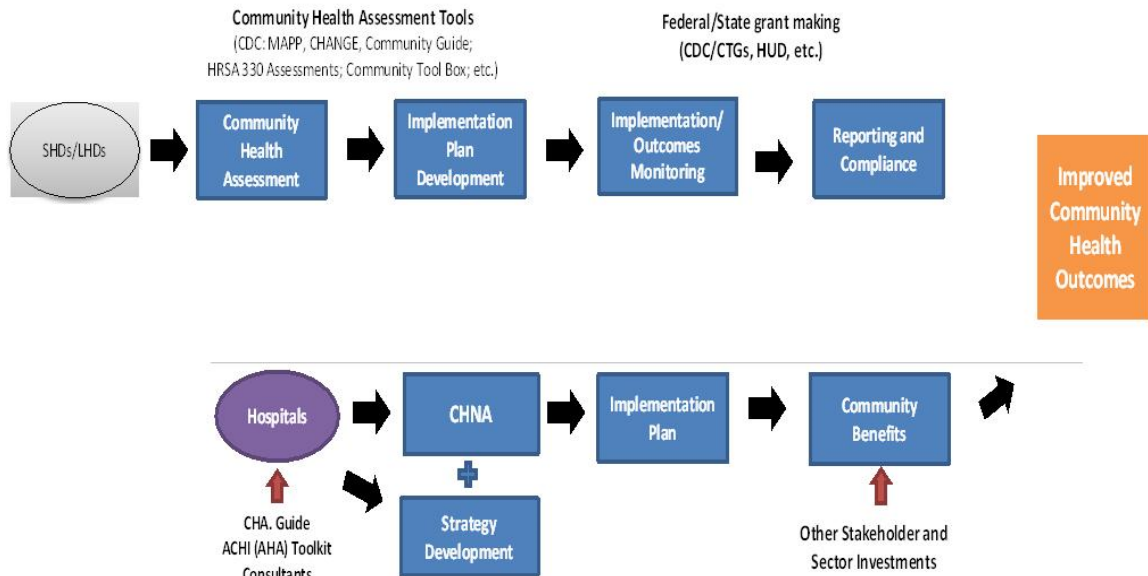 Community Health Assessment Tools
(CDC: MAPP, CHANGE, Community Guide;
HRSA 330 Assessments; Community Tool Box; etc.)
Federal/State grant making
(CDC/CTGs, HUD, etc.)
SHDs/LHDs
Community
Health
Assessment
Implementation
Plan
Development
Implementation/
Outcomes
Monitoring
Reporting and
Compliance
Improved
Community
Health
Outcomes
Hospitals
CHNA
Implementation
Plan
Community
Benefits
Strategy
Development
CHA. Guide
ACHI (AHA) Toolkit
Consultants
Other Stakeholder and
Sector Investments